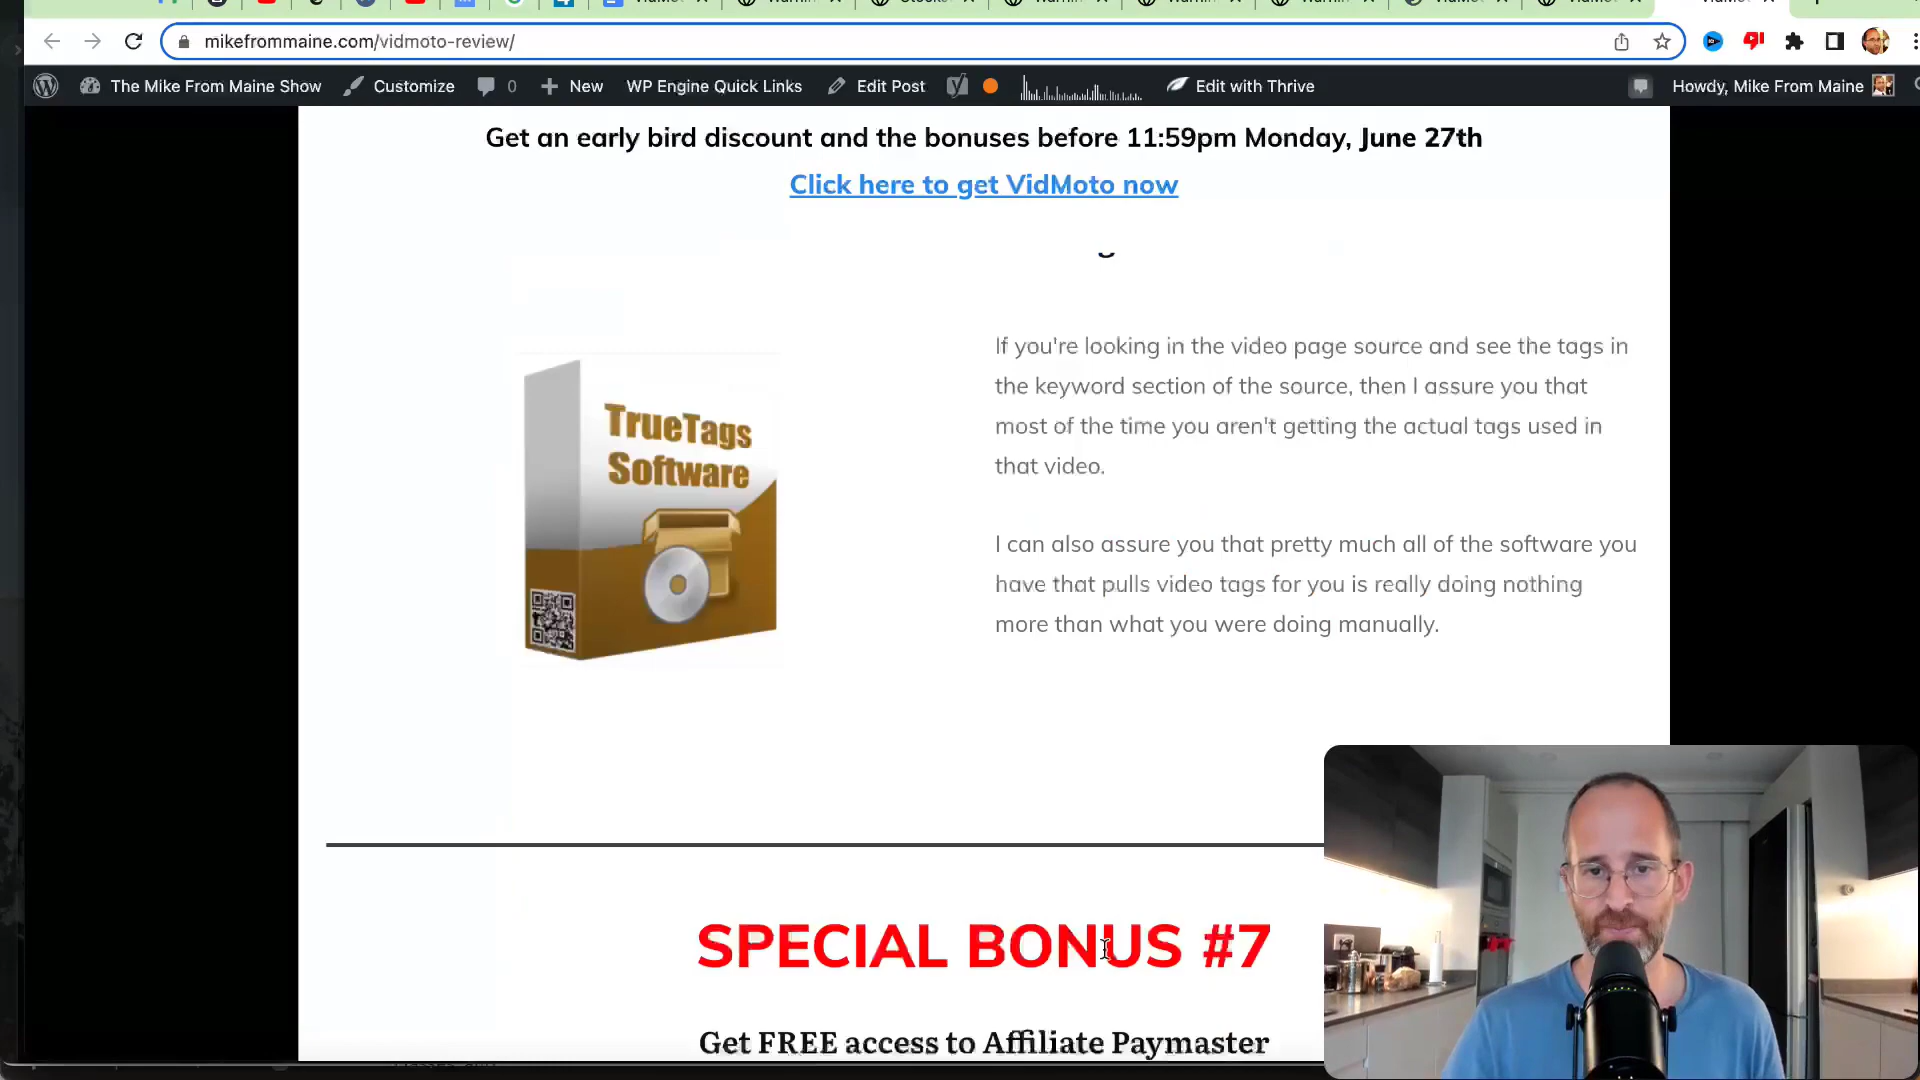 mikefrommaine.com/vidmoto-review/
The Mike From Maine Show
Customize
0
New
WP Engine Quick Links
Edit Post
Edit with Thrive
Howdy, Mike From Maine
Get an early bird discount and the bonuses before 11:59pm Monday, June 27th
Click here to get VidMoto now
TrueTags
Software
If you're looking in the video page source and see the tags in
the keyword section of the source, then I assure you that
most of the time you aren't getting the actual tags used in
that video.
I can also assure you that pretty much all of the software you
have that pulls video tags for you is really doing nothing
more than what you were doing manually.
SPECIAL BONUS #7
Get FREE access to Affiliate Paymaster